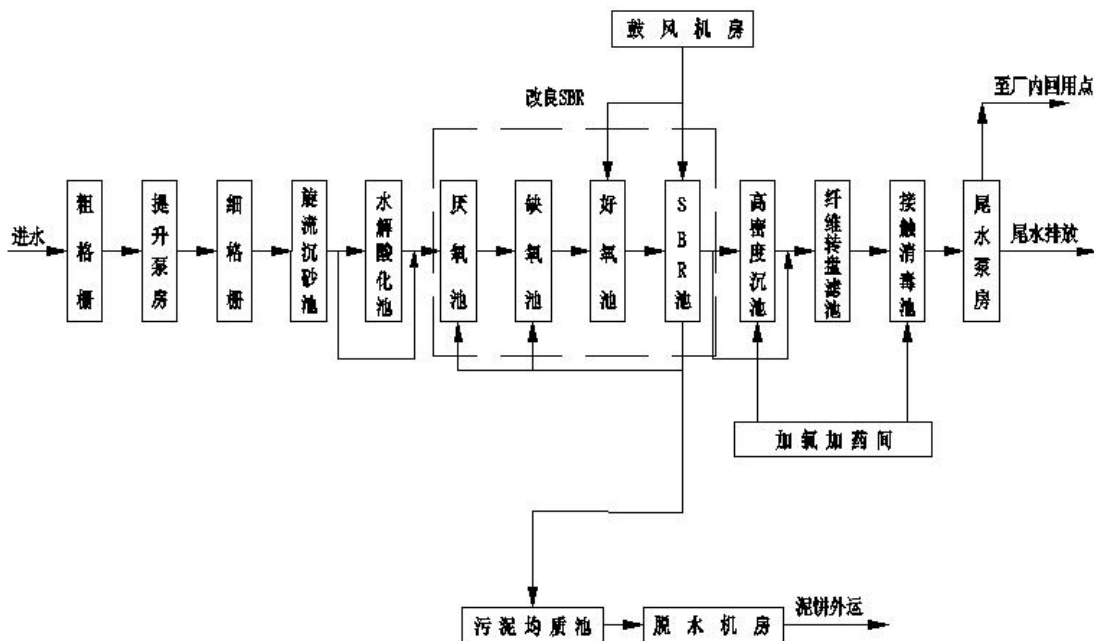 鼓风机房
至厂内回用点
改良SBR
进水
粗格栅
提升泵房
细格栅
旋流沉砂池
水解酸化池
厌氧池
缺氧池
好氧池
SBR池
高密度沉池
纤维转盘滤池
接触消毒池
尾水泵房
尾水排放
加氯加药间
污泥均质池
脱水机房
泥饼外运